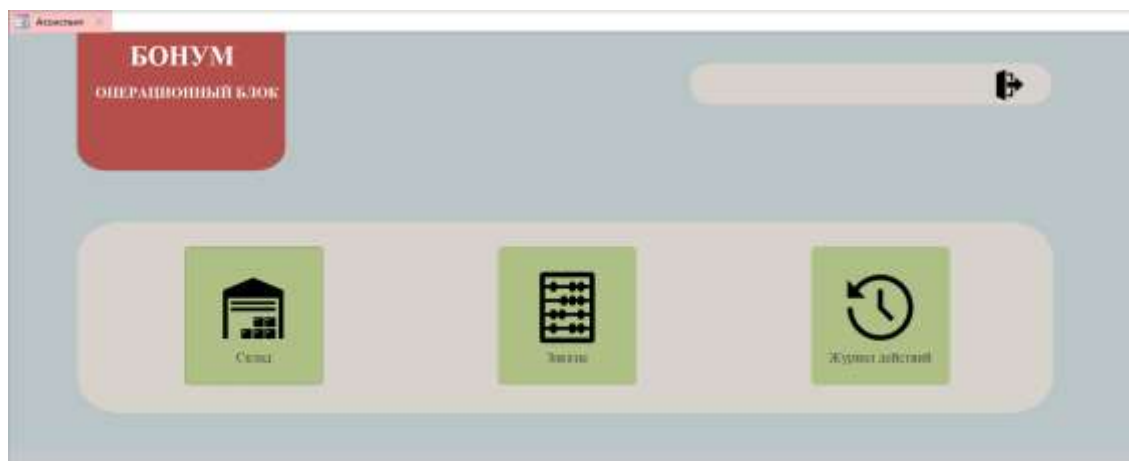 Ассистент
БОНУМ
ОПЕРАЦИОННЫЙ БЛОК
Склад
Заказы
Журнал действий